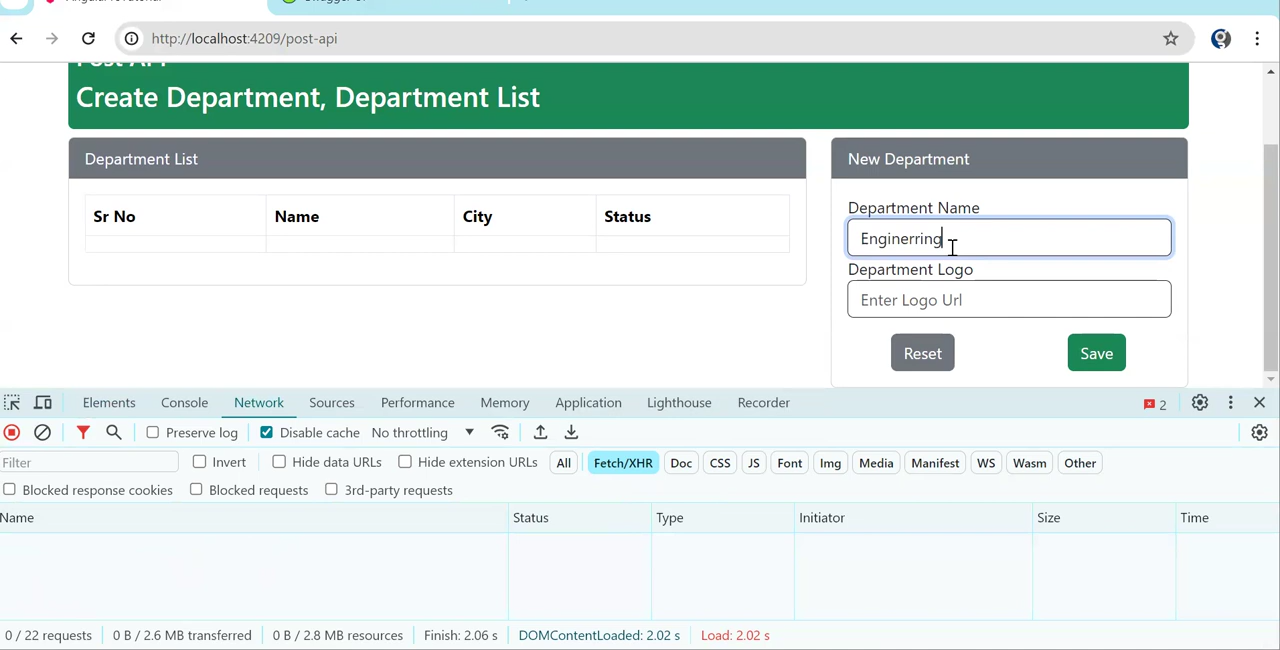 http://localhost:4209/post-api
Create Department, Department List
Department List
Sr No Name City Status
New Department
Department Name
Enginerring
Department Logo
Enter Logo Url
Reset Save
Elements Console Network Sources Performance Memory Application Lighthouse Recorder 2
Preserve log Disable cache No throttling
Filter Invert Hide data URLs Hide extension URLs All Fetch/XHR Doc CSS JS Font Img Media Manifest WS Wasm Other
Blocked response cookies Blocked requests 3rd-party requests
Name Status Type Initiator Size Time
0 / 22 requests 0 B / 2.6 MB transferred 0 B / 2.8 MB resources Finish: 2.06 s DOMContentLoaded: 2.02 s Load: 2.02 s